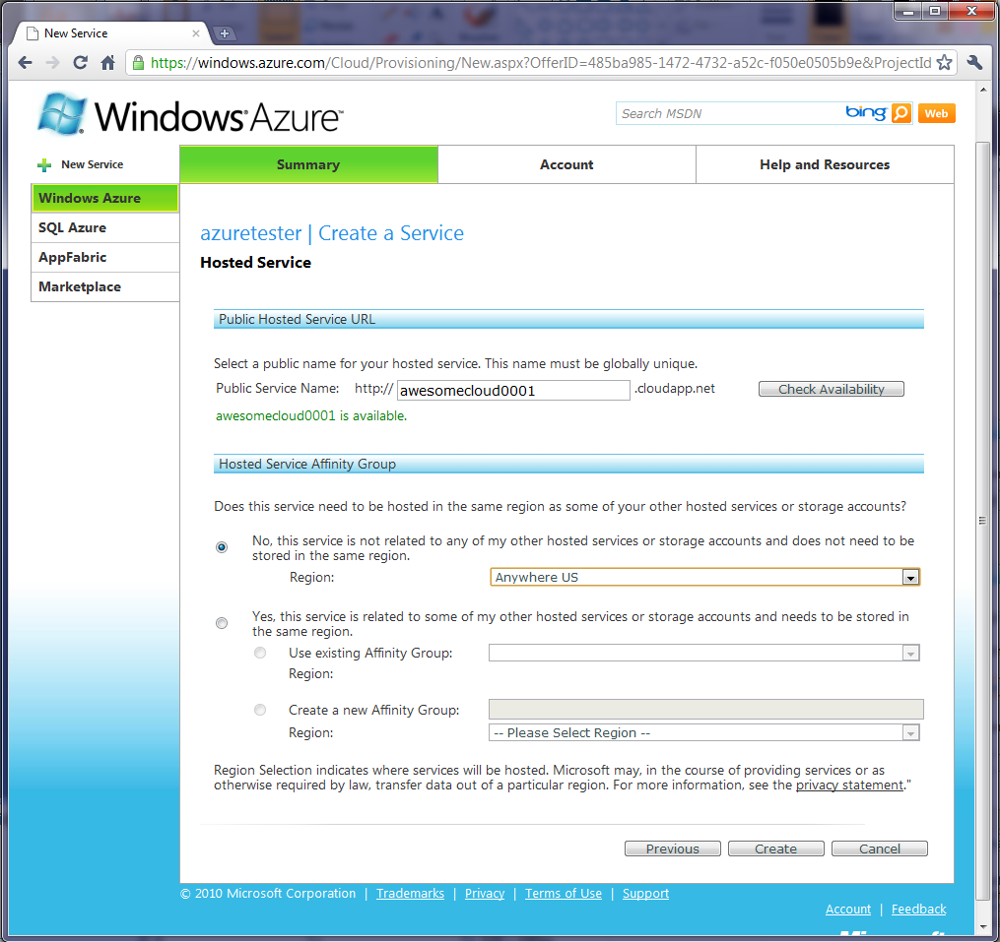 New Service
https://windows.azure.com/Cloud/Provisioning/New.aspx?OfferID=485ba985-1472-4732-a52c-f050e0505b9e&ProjectId
Windows® Azure™
Search MSDN
bing
Web
New Service
Summary
Account
Help and Resources
Windows Azure
SQL Azure
AppFabric
Marketplace
azuretester | Create a Service
Hosted Service
Public Hosted Service URL
Select a public name for your hosted service. This name must be globally unique.
Public Service Name: http:// awesomecloud0001 .cloudapp.net Check Availability
awesomecloud0001 is available.
Hosted Service Affinity Group
Does this service need to be hosted in the same region as some of your other hosted services or storage accounts?
No, this service is not related to any of my other hosted services or storage accounts and does not need to be
stored in the same region.
Region: Anywhere US
Yes, this service is related to some of my other hosted services or storage accounts and needs to be stored in
the same region.
Use existing Affinity Group:
Region:
Create a new Affinity Group:
Region: -- Please Select Region --
Region Selection indicates where services will be hosted. Microsoft may, in the course of providing services or as
otherwise required by law, transfer data out of a particular region. For more information, see the privacy statement."
Previous Create Cancel
© 2010 Microsoft Corporation | Trademarks | Privacy | Terms of Use | Support
Account | Feedback